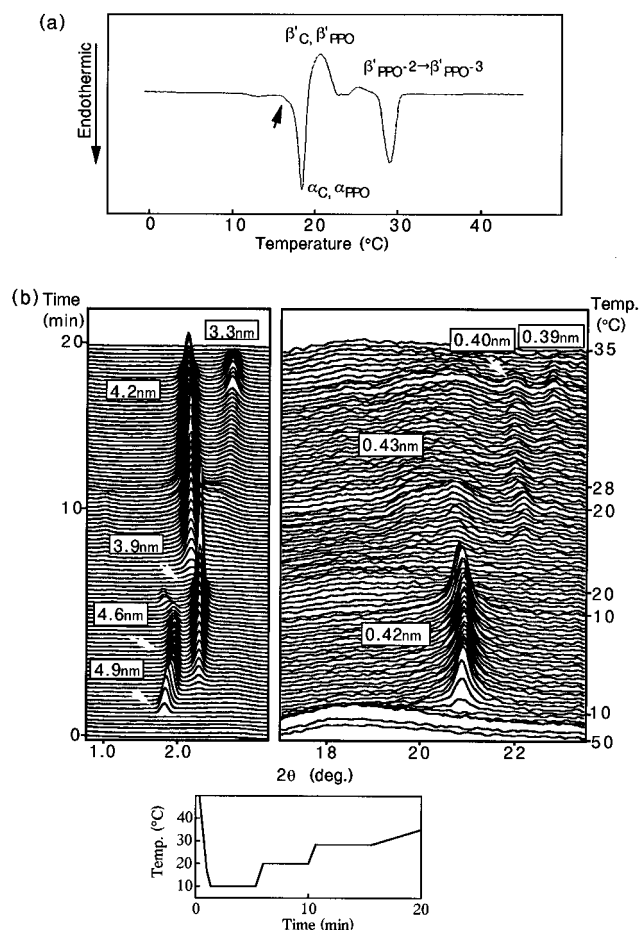 (a)
β'C, β'PPO
β'PPO-2→β'PPO-3
Endothermic
αC, αPPO
0 10 20 30 40
Temperature (°C)
(b) Time (min)
Temp. (°C)
3.3nm
0.40nm
0.39nm
20
35
4.2nm
0.43nm
28
10
20
3.9nm
20
4.6nm
10
0.42nm
4.9nm
10
0
50
1.0 2.0 18 20 22
2θ (deg.)
Temp. (°C)
40
30
20
10
0 10 20
Time (min)